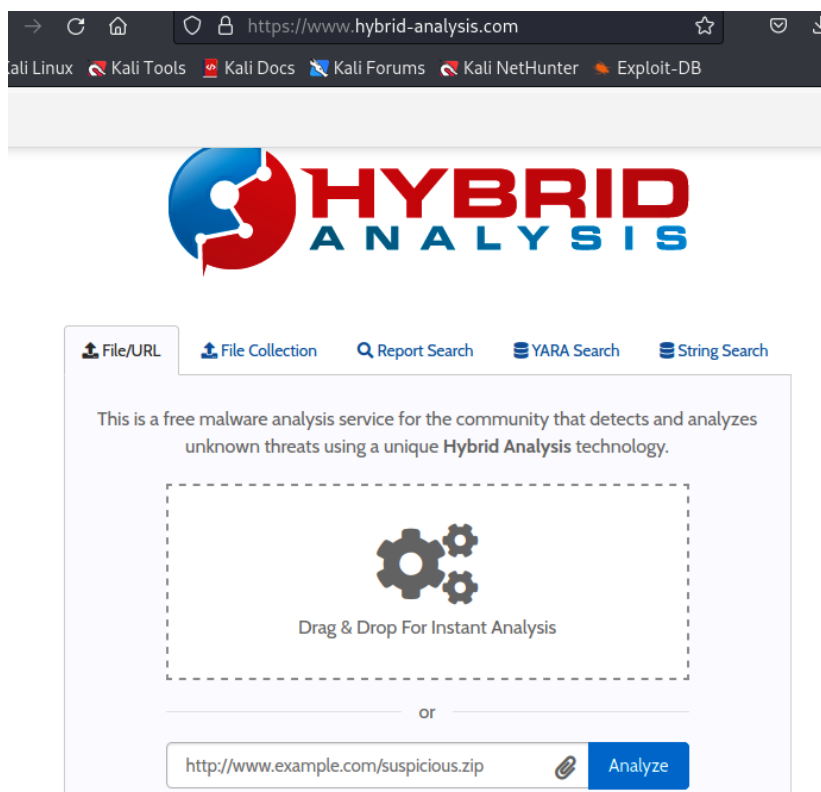 https://www.hybrid-analysis.com
Kali Linux Kali Tools Kali Docs Kali Forums Kali NetHunter Exploit-DB
HYBRID
ANALYSIS
File/URL File Collection Report Search YARA Search String Search
This is a free malware analysis service for the community that detects and analyzes
unknown threats using a unique Hybrid Analysis technology.
Drag & Drop For Instant Analysis
or
http://www.example.com/suspicious.zip Analyze